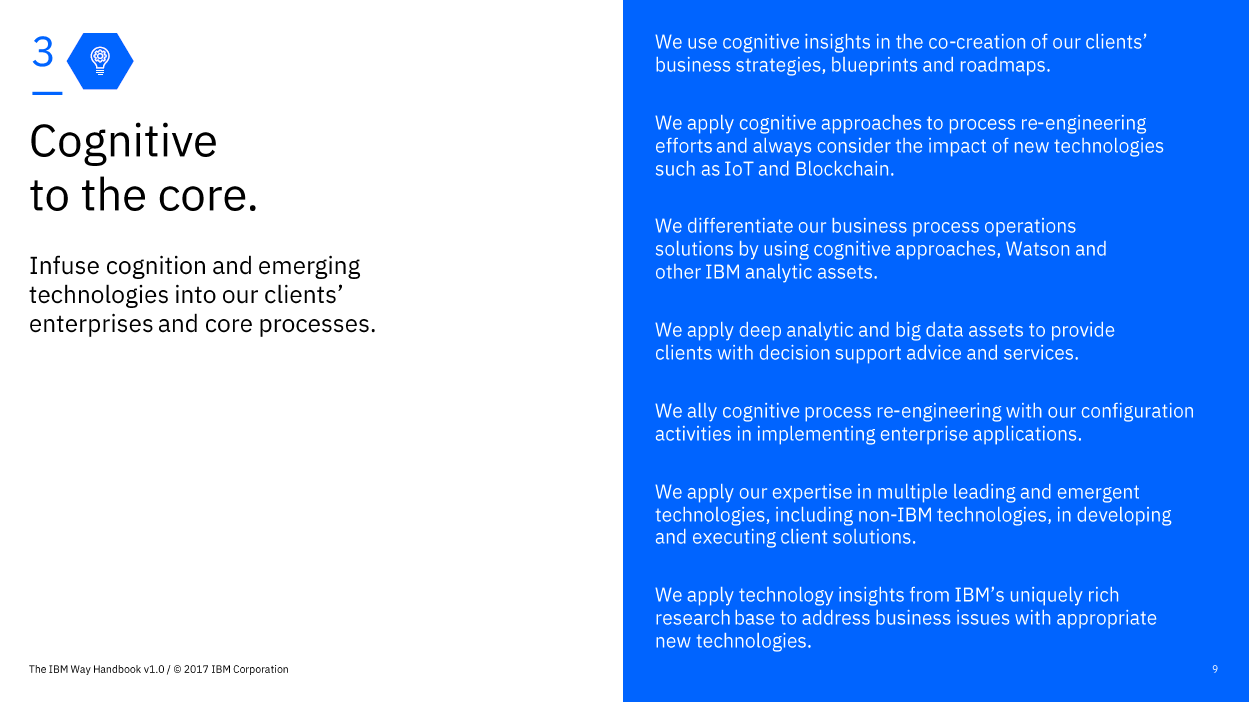 3
Cognitive
to the core.
Infuse cognition and emerging
technologies into our clients’
enterprises and core processes.
We use cognitive insights in the co-creation of our clients’
business strategies, blueprints and roadmaps.
We apply cognitive approaches to process re-engineering
efforts and always consider the impact of new technologies
such as IoT and Blockchain.
We differentiate our business process operations
solutions by using cognitive approaches, Watson and
other IBM analytic assets.
We apply deep analytic and big data assets to provide
clients with decision support advice and services.
We ally cognitive process re-engineering with our configuration
activities in implementing enterprise applications.
We apply our expertise in multiple leading and emergent
technologies, including non-IBM technologies, in developing
and executing client solutions.
We apply technology insights from IBM’s uniquely rich
research base to address business issues with appropriate
new technologies.
The IBM Way Handbook v1.0 / © 2017 IBM Corporation
9